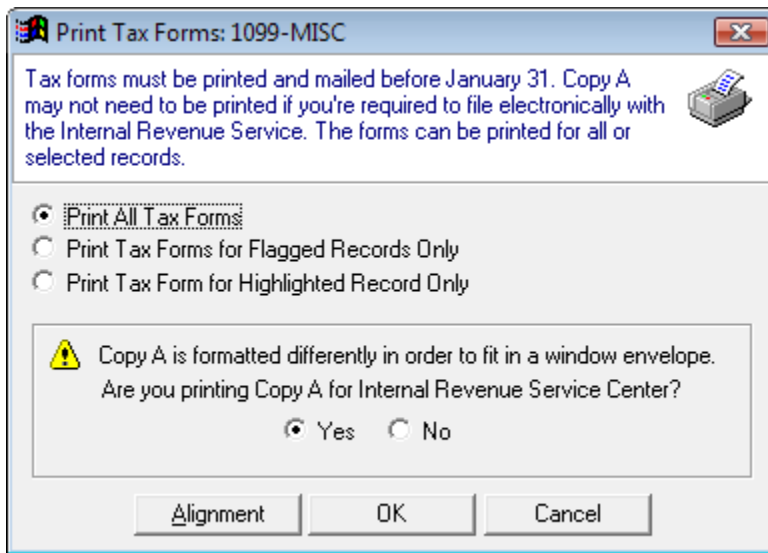 Print Tax Forms: 1099-MISC
Tax forms must be printed and mailed before January 31. Copy A
may not need to be printed if you're required to file electronically with
the Internal Revenue Service. The forms can be printed for all or
selected records.
Print All Tax Forms
Print Tax Forms for Flagged Records Only
Print Tax Form for Highlighted Record Only
Copy A is formatted differently in order to fit in a window envelope.
Are you printing Copy A for Internal Revenue Service Center?
Yes No
Alignment OK Cancel